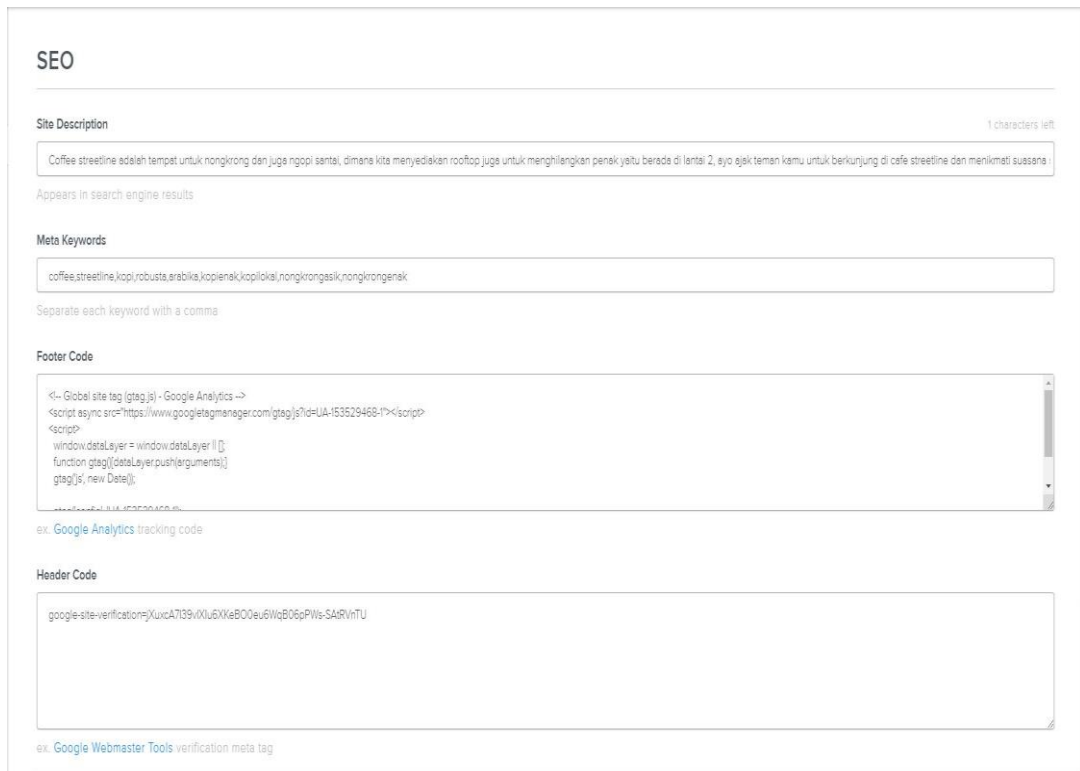 SEO
Site Description
1 characters left
Coffee streetline adalah tempat untuk nongkrong dan juga ngopi santai, dimana kita menyediakan rooftop juga untuk menghilangkan penak yaitu berada di lantai 2, ayo ajak teman kamu untuk berkunjung di cafe streetline dan menikmati suasana
Appears in search engine results
Meta Keywords
coffee,streetline,kopi,robusta,arabika,kopienak,kopilokal,nongkrongasik,nongkrongenak
Separate each keyword with a comma
Footer Code
<!-- Global site tag (gtag.js) - Google Analytics -->
<script async src="https://www.googletagmanager.com/gtag/js?id=UA-153529468-1"></script>
<script>
window.dataLayer = window.dataLayer || [];
function gtag(){dataLayer.push(arguments);}
gtag('js', new Date());
ex. Google Analytics tracking code
Header Code
ex. Google Webmaster Tools verification meta tag